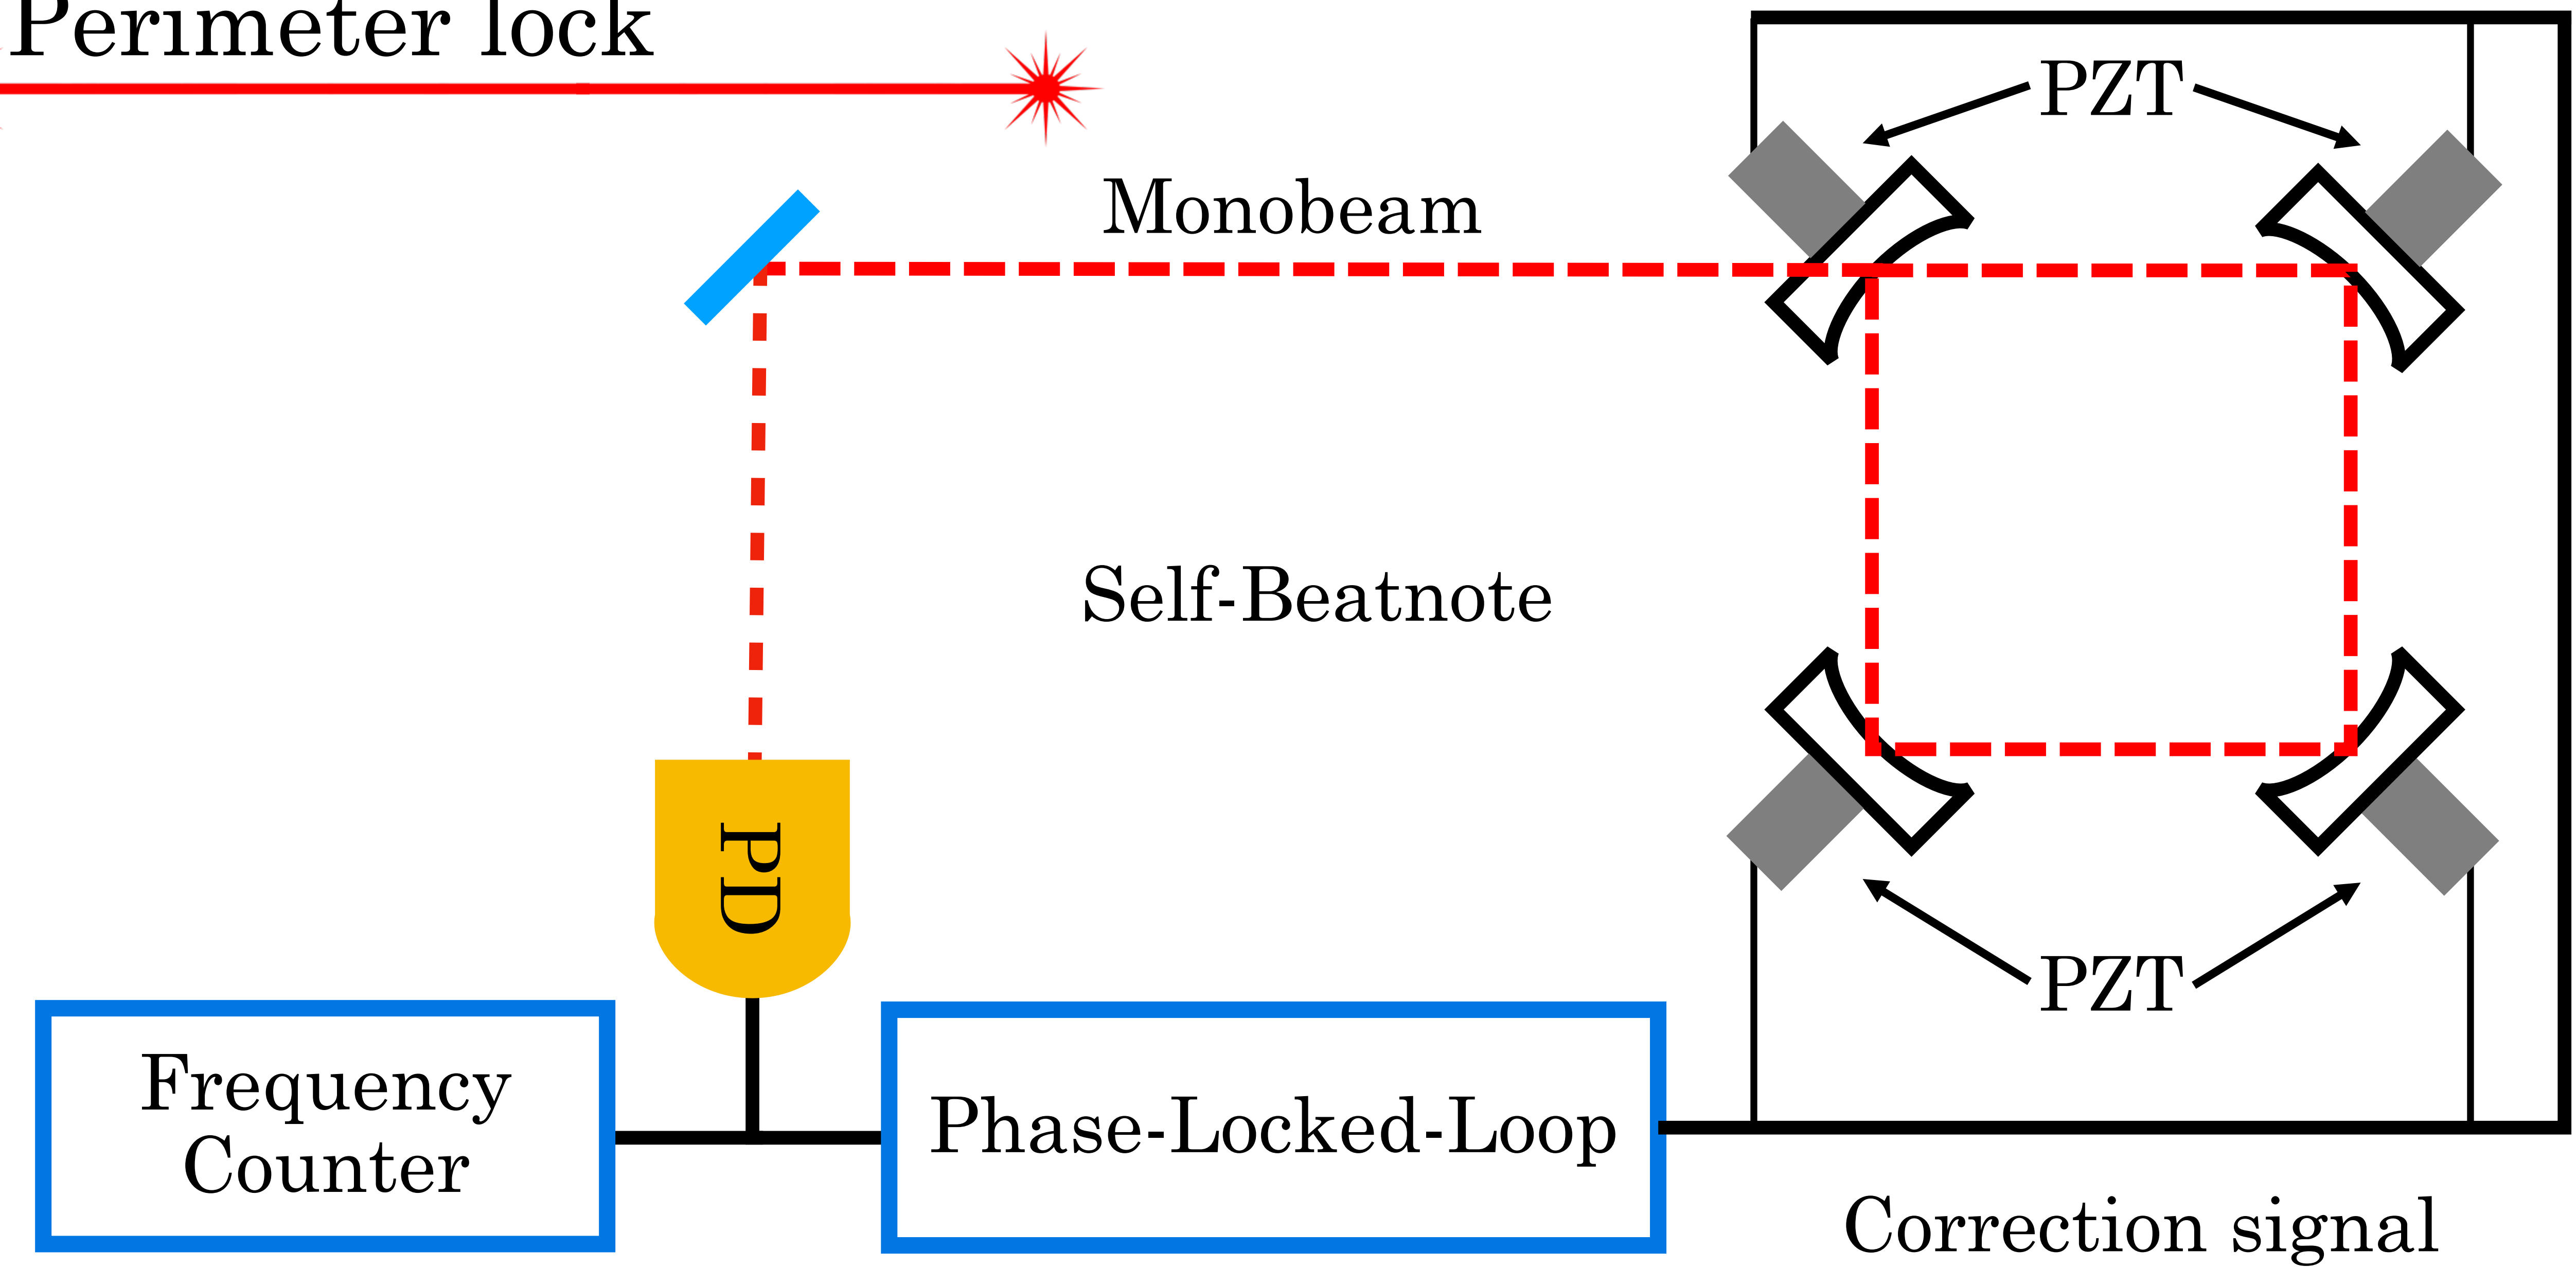 Perimeter lock
PZT
Monobeam
Self-Beatnote
PD
PZT
Frequency
Counter
Phase-Locked-Loop
Correction signal